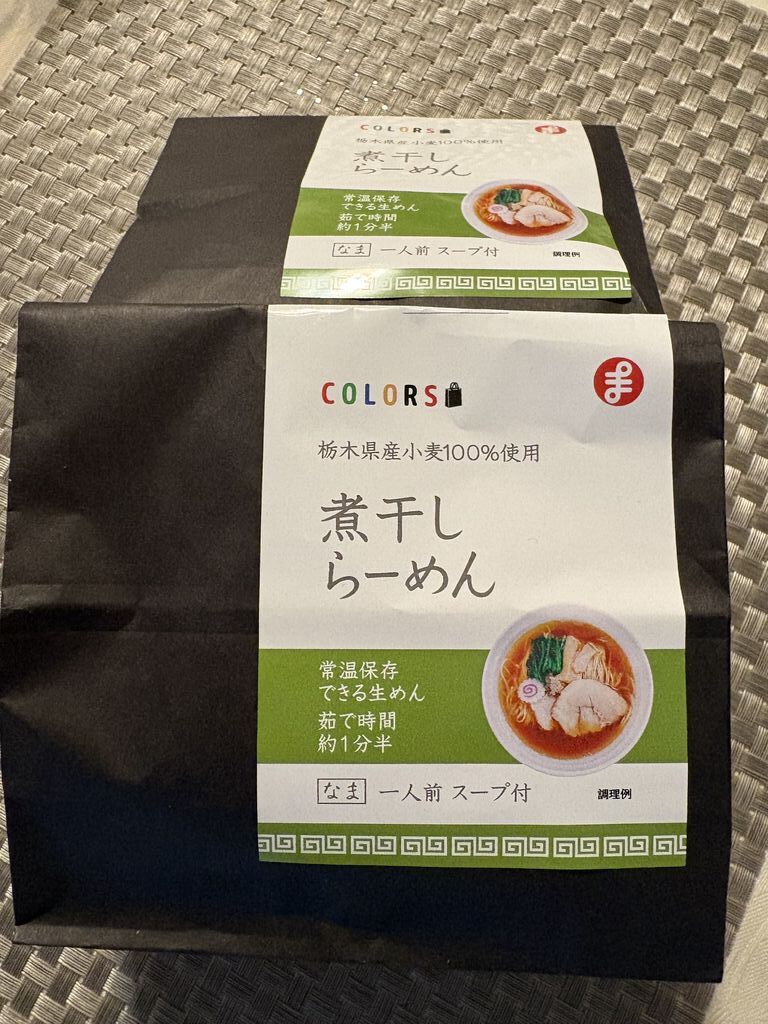 COLORS
ま
栃木県産小麦100%使用
煮干し
らーめん
常温保存
できる生めん
茹で時間
約1分半
なま 一人前 スープ付
調理例
COLORS
ま
栃木県産小麦100%使用
煮干し
らーめん
常温保存
できる生めん
茹で時間
約1分半
なま 一人前 スープ付
調理例